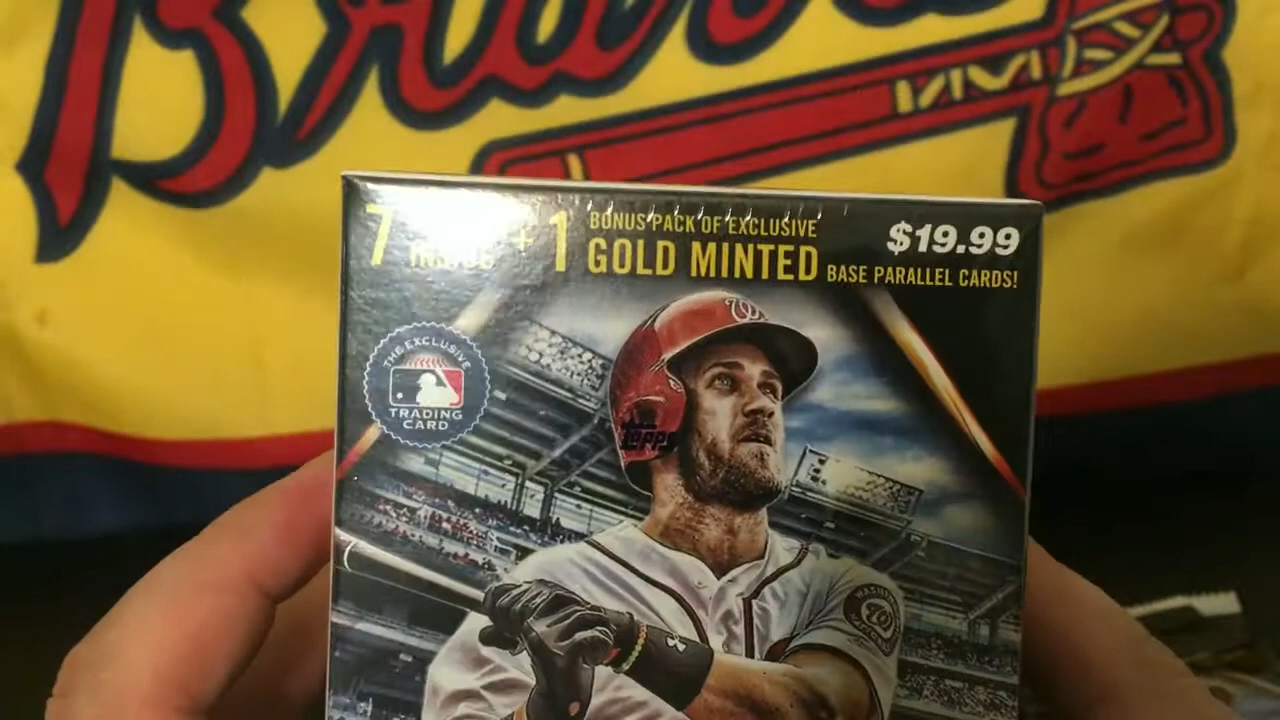 Braves
7 INSIDE + 1 BONUS PACK OF EXCLUSIVE
GOLD MINTED
BASE PARALLEL CARDS!
$19.99
THE EXCLUSIVE
TRADING
CARD
W
TOPPS
W